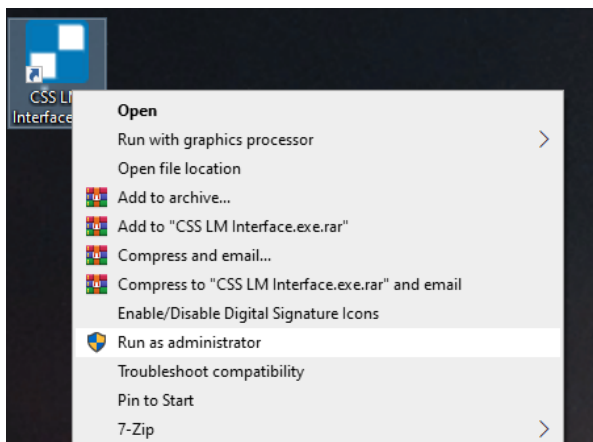 CSS LM
Interface
Open
Run with graphics processor
Open file location
Add to archive...
Add to "CSS LM Interface.exe.rar"
Compress and email...
Compress to "CSS LM Interface.exe.rar" and email
Enable/Disable Digital Signature Icons
Run as administrator
Troubleshoot compatibility
Pin to Start
7-Zip